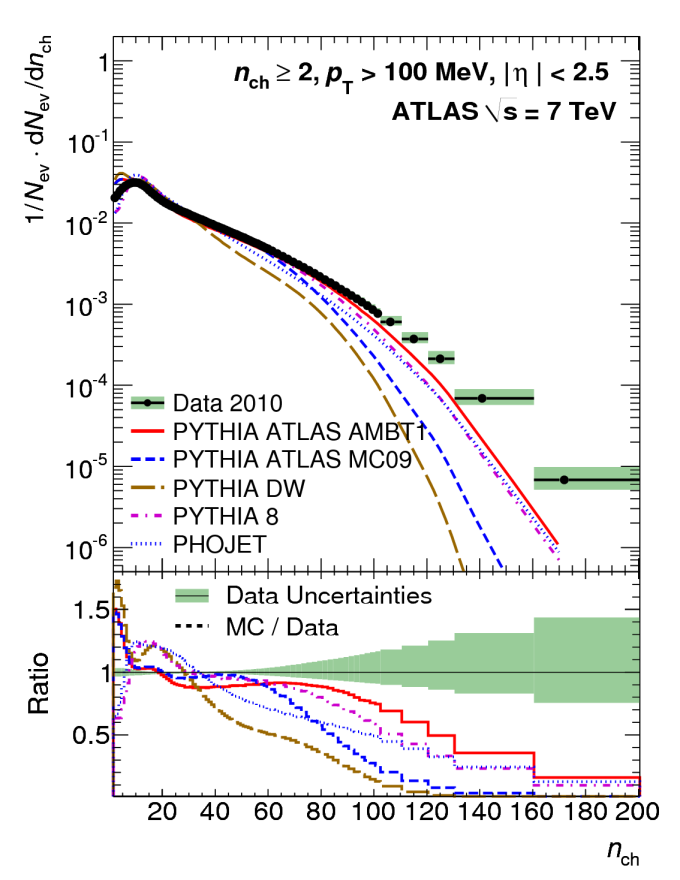 n_ch ≥ 2, p_T > 100 MeV, | η | < 2.5
ATLAS √s = 7 TeV
1/N_ev · dN_ev/dn_ch
1
10^-1
10^-2
10^-3
10^-4
10^-5
10^-6
Data 2010
PYTHIA ATLAS AMBT1
PYTHIA ATLAS MC09
PYTHIA DW
PYTHIA 8
PHOJET
Data Uncertainties
MC / Data
Ratio
1.5
1
0.5
20 40 60 80 100 120 140 160 180 200
n_ch